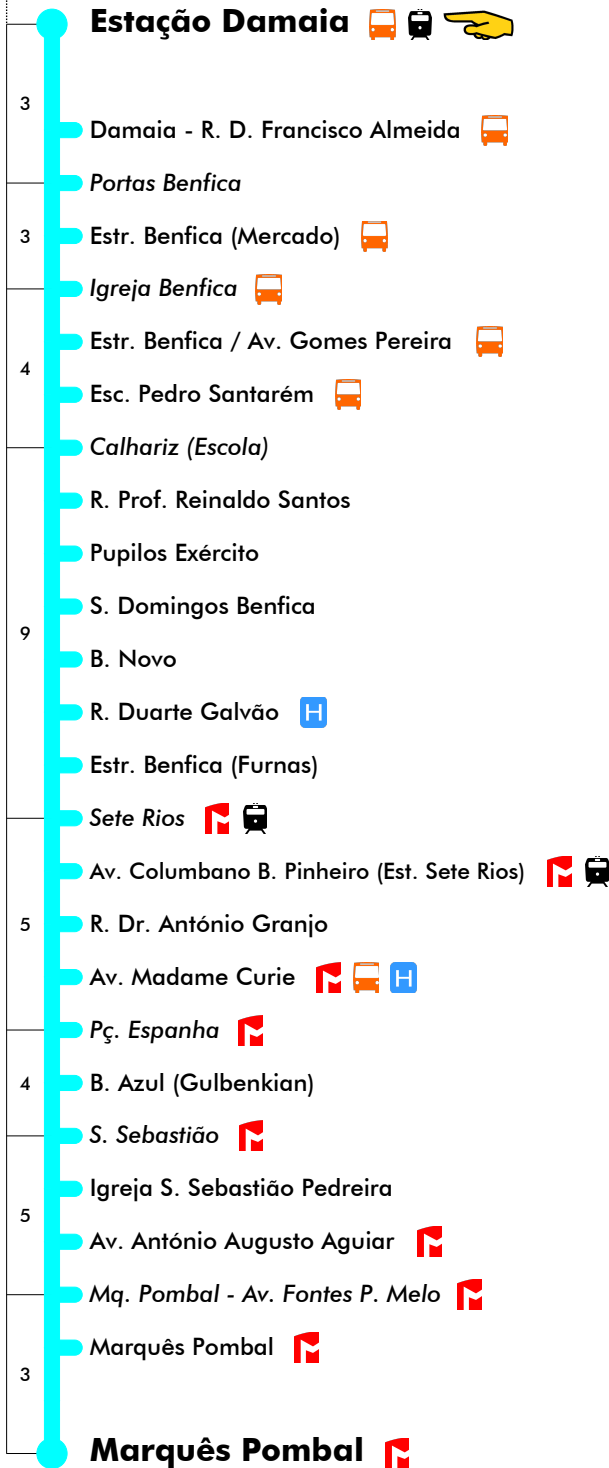 Estação Damaia
3
Damaia - R. D. Francisco Almeida
Portas Benfica
3
Estr. Benfica (Mercado)
Igreja Benfica
Estr. Benfica / Av. Gomes Pereira
4
Esc. Pedro Santarém
Calhariz (Escola)
R. Prof. Reinaldo Santos
Pupilos Exército
S. Domingos Benfica
9
B. Novo
R. Duarte Galvão H
Estr. Benfica (Furnas)
Sete Rios
Av. Columbano B. Pinheiro (Est. Sete Rios)
5
R. Dr. António Granjo
Av. Madame Curie H
Pç. Espanha
4
B. Azul (Gulbenkian)
S. Sebastião
Igreja S. Sebastião Pedreira
5
Av. António Augusto Aguiar
Mq. Pombal - Av. Fontes P. Melo
Marquês Pombal
3
Marquês Pombal